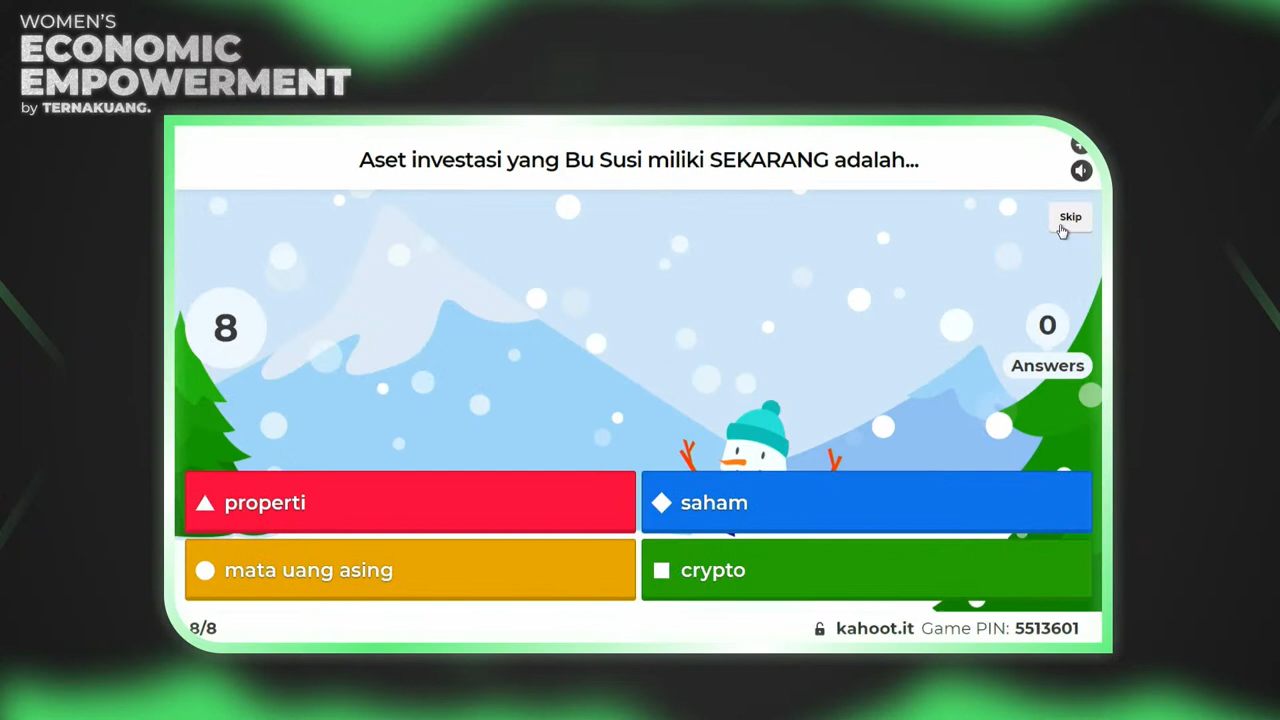 WOMEN'S
ECONOMIC
EMPOWERMENT
by TERNAKUANG.
Aset investasi yang Bu Susi miliki SEKARANG adalah...
Skip
8
0
Answers
properti
saham
mata uang asing
crypto
8/8
kahoot.it Game PIN: 5513601